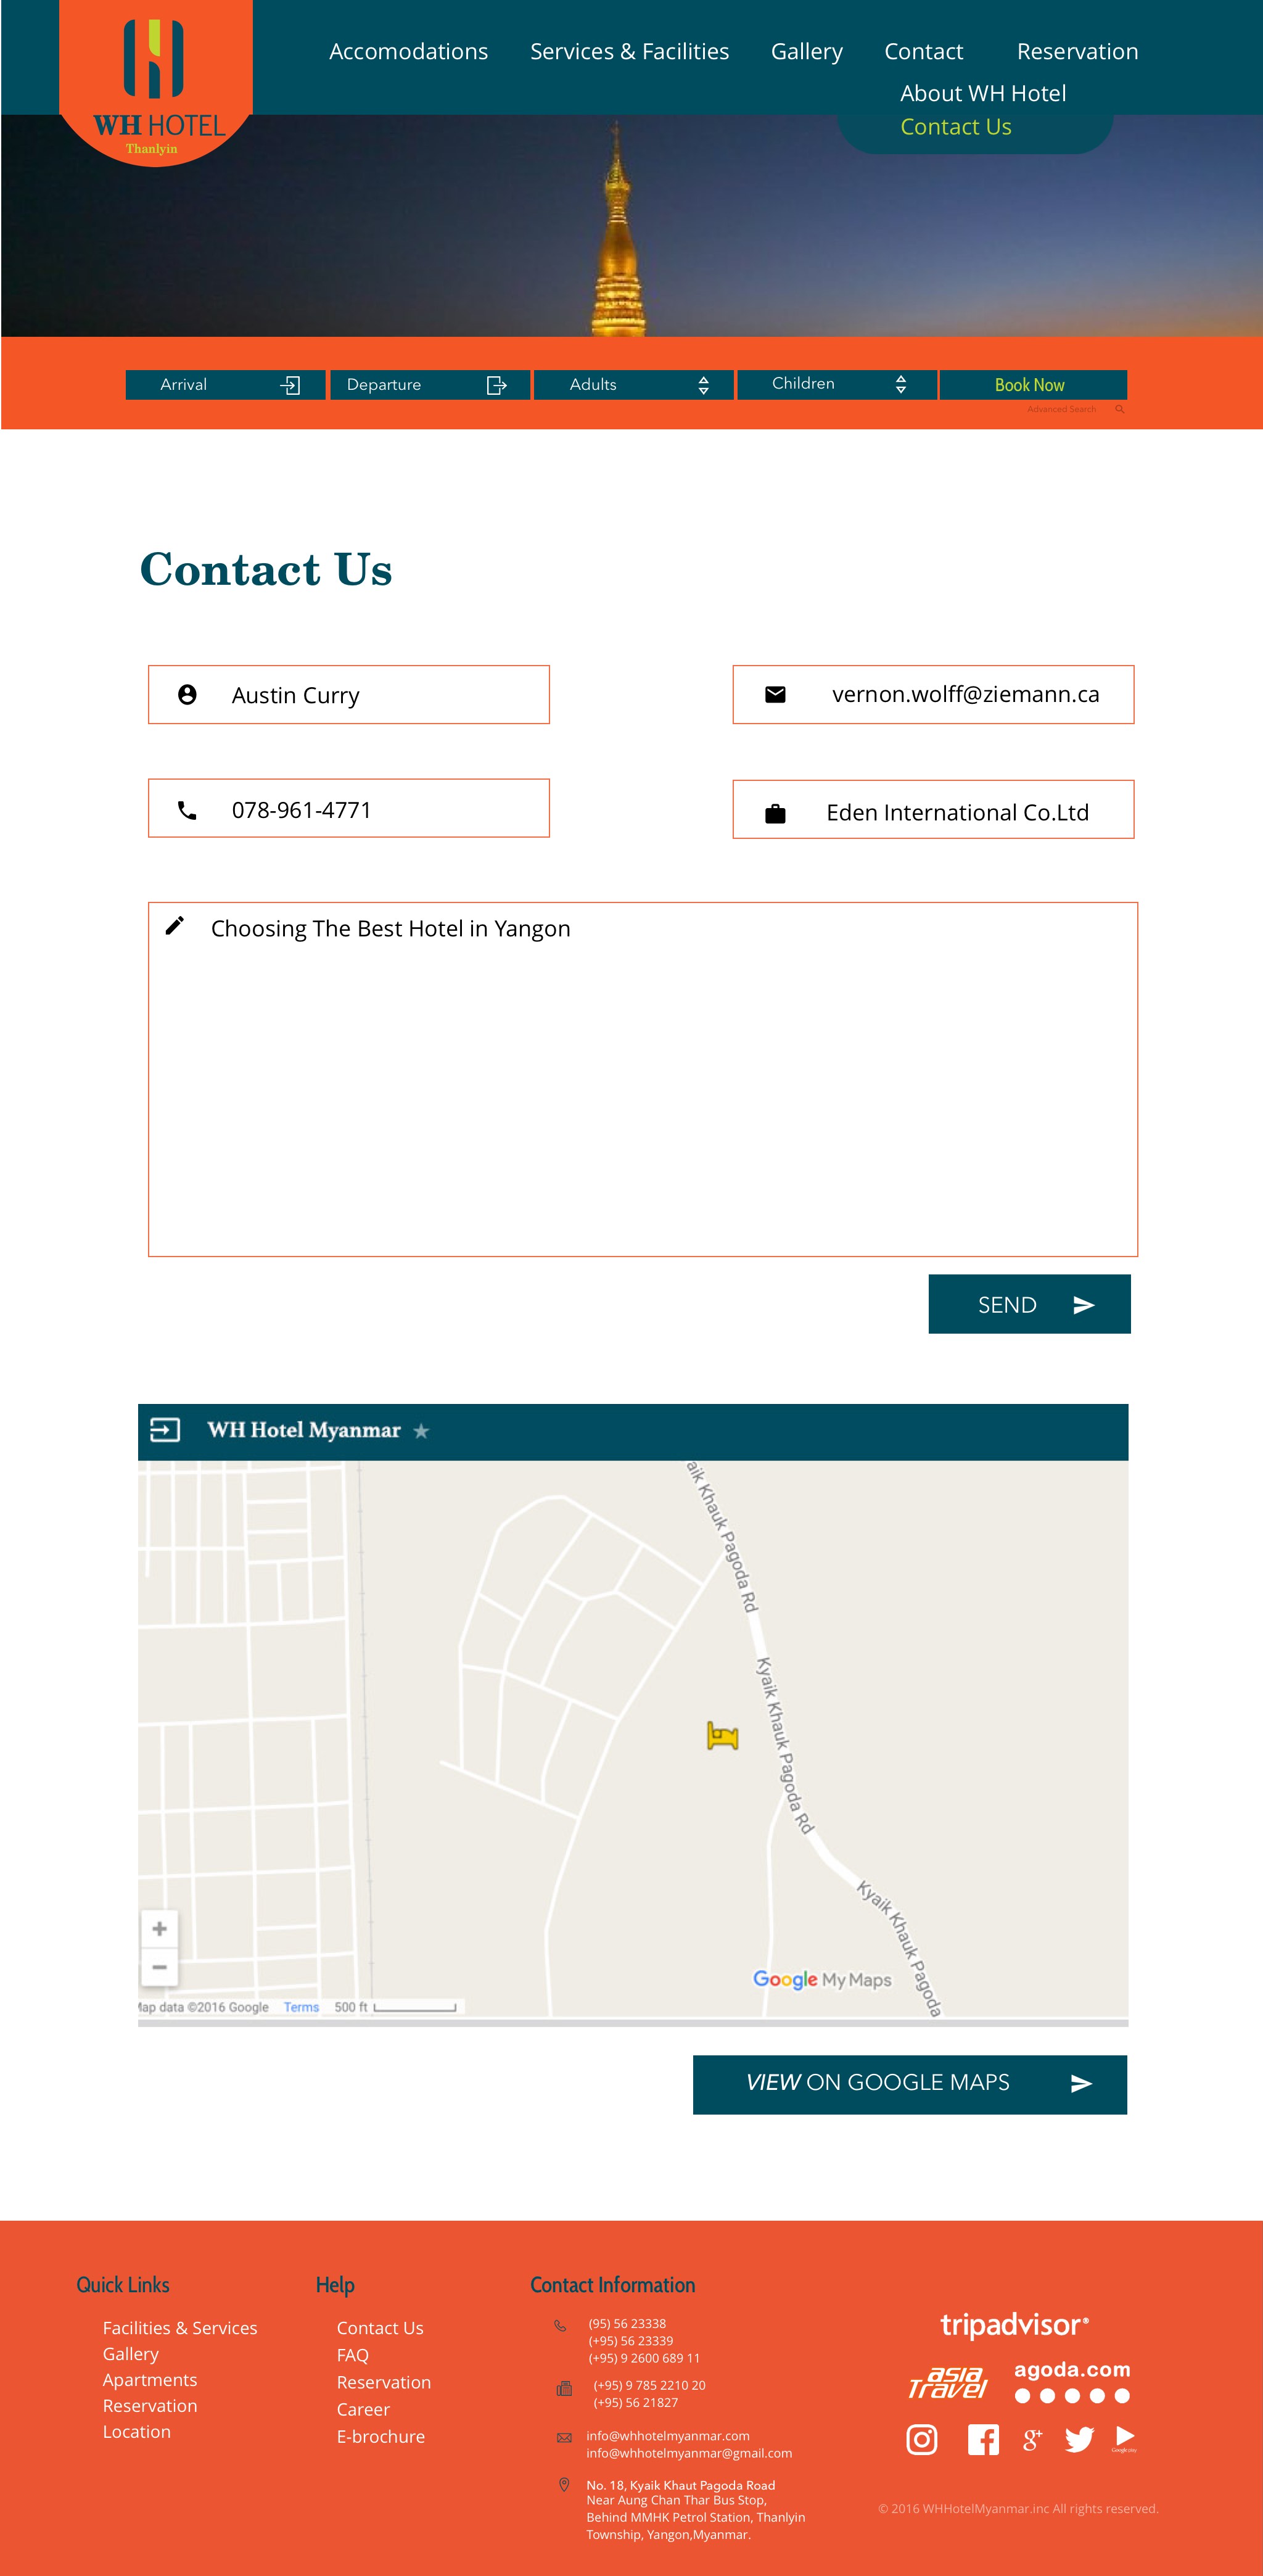 Accomodations Services & Facilities Gallery Contact Reservation
About WH Hotel
Contact Us
WH HOTEL
Thanlyin
Arrival Departure Adults Children Book Now
Advanced Search
Contact Us
Austin Curry vernon.wolff@ziemann.ca
078-961-4771 Eden International Co.Ltd
Choosing The Best Hotel in Yangon
SEND
WH Hotel Myanmar
aik Khauk Pagoda Rd
Kyaik Khauk Pagoda Rd
Kyaik Khauk Pagoda
Google My Maps
Map data ©2016 Google Terms 500 ft
VIEW ON GOOGLE MAPS
Quick Links
Facilities & Services
Gallery
Apartments
Reservation
Location
Help
Contact Us
FAQ
Reservation
Career
E-brochure
Contact Information
(95) 56 23338
(+95) 56 23339
(+95) 9 2600 689 11
(+95) 9 785 2210 20
(+95) 56 21827
info@whhotelmyanmar.com
info@whhotelmyanmar@gmail.com
No. 18, Kyaik Khaut Pagoda Road
Near Aung Chan Thar Bus Stop,
Behind MMHK Petrol Station, Thanlyin
Township, Yangon,Myanmar.
tripadvisor®
asia Travel agoda.com
g+
Google play
© 2016 WHHotelMyanmar.inc All rights reserved.